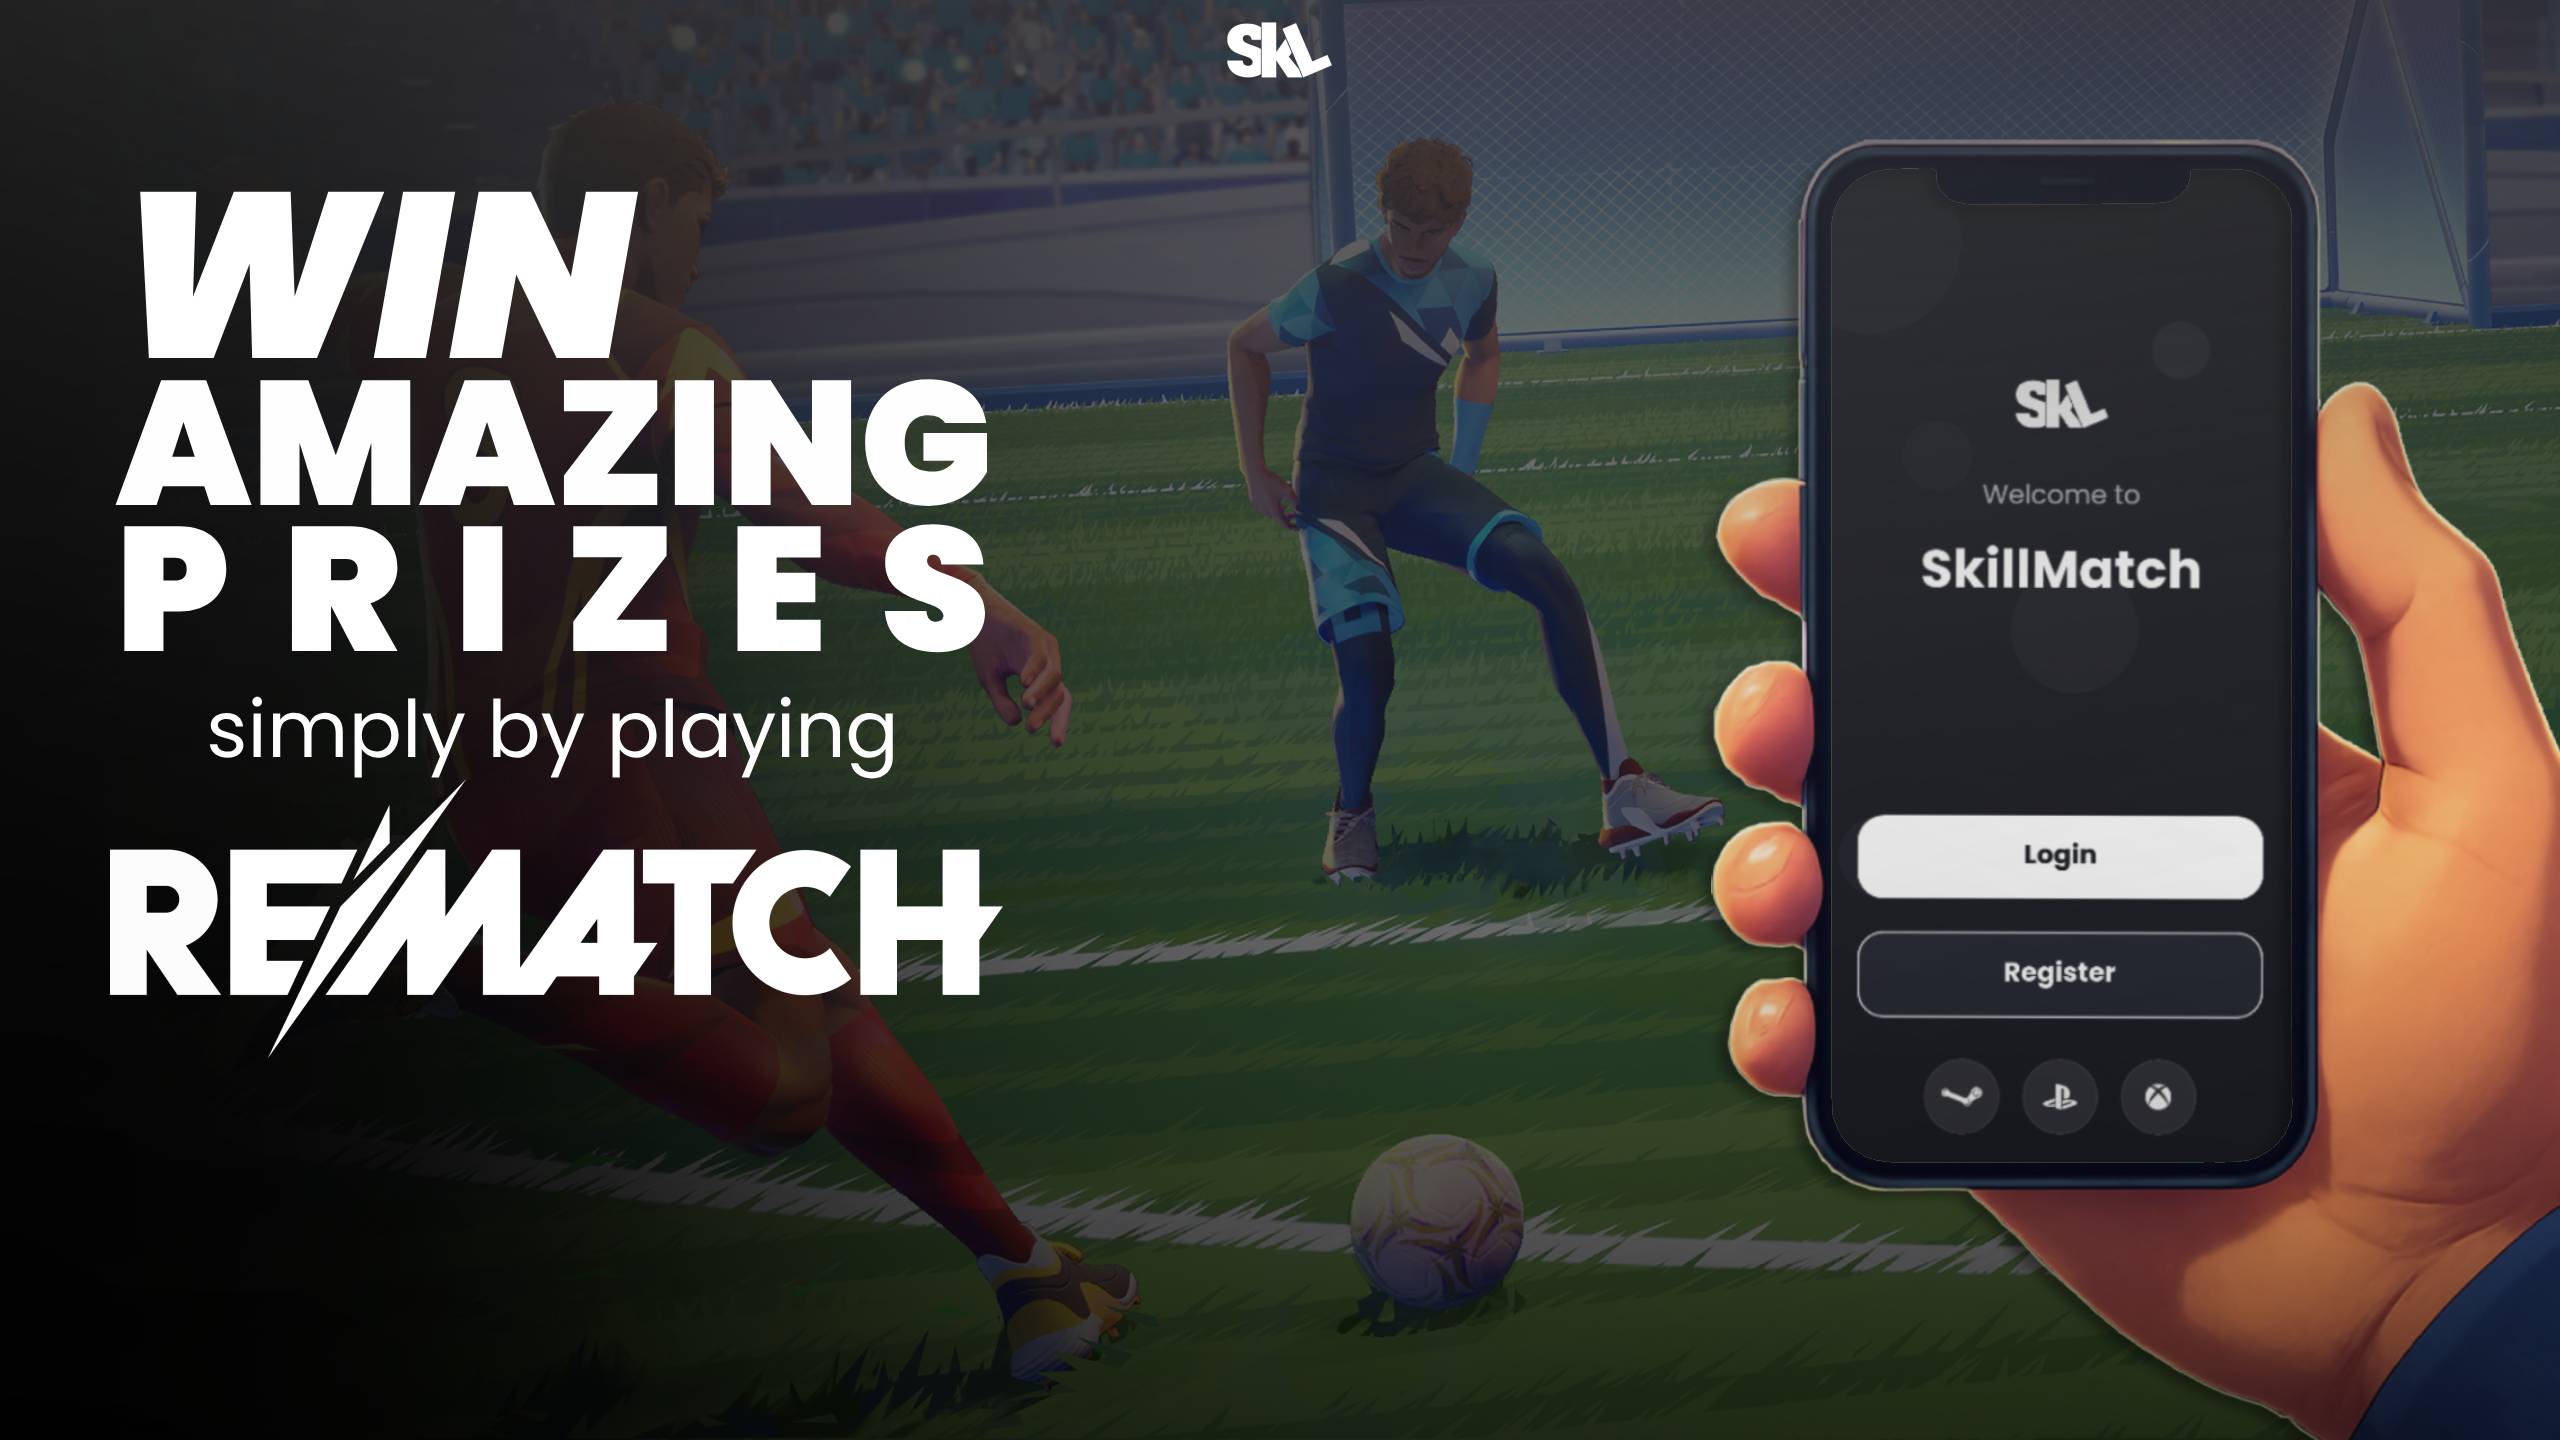 SKL
WIN
AMAZING
PRIZES
simply by playing
REMATCH
SKL
Welcome to
SkillMatch
Login
Register